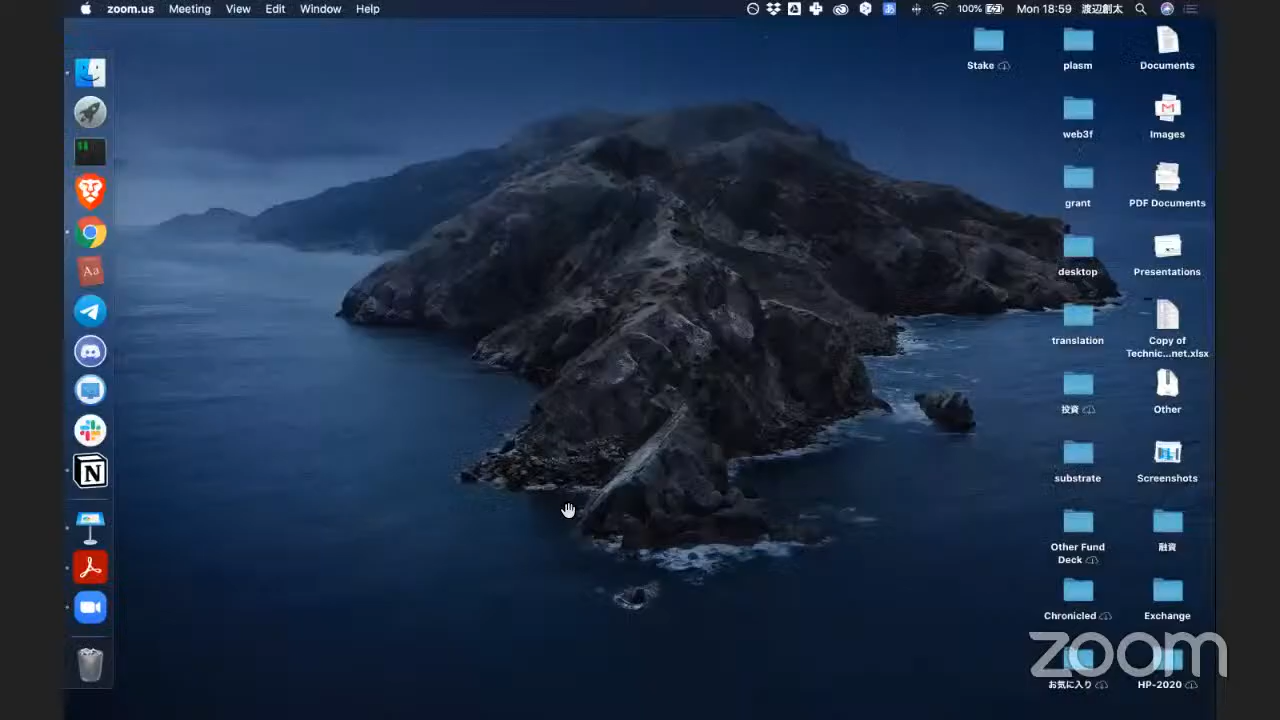 zoom.us Meeting View Edit Window Help
100% Mon 18:59 渡辺創太
Stake plasm Documents
web3f Images
grant PDF Documents
desktop Presentations
translation Copy of
Technic...net.xlsx
投資 Other
substrate Screenshots
Other Fund
Deck 融資
Chronicled Exchange
お気に入り HP-2020
Aa
N
あ
zoom